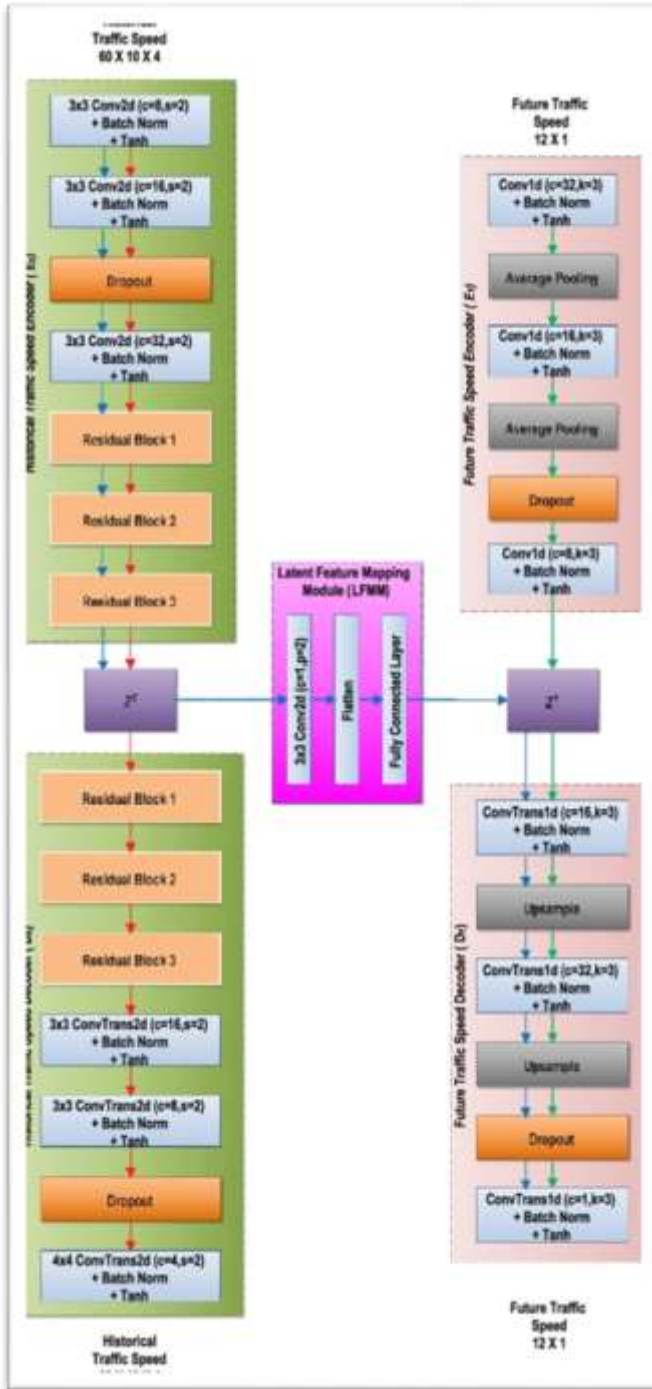 Traffic Speed
60 X 10 X 4
3x3 Conv2d (c=8,s=2)
+ Batch Norm
+ Tanh
3x3 Conv2d (c=16,s=2)
+ Batch Norm
+ Tanh
Dropout
3x3 Conv2d (c=32,s=2)
+ Batch Norm
+ Tanh
Residual Block 1
Residual Block 2
Residual Block 3
Historical Traffic Speed Encoder (
Residual Block 1
Residual Block 2
Residual Block 3
3x3 ConvTrans2d (c=16,s=2)
+ Batch Norm
+ Tanh
3x3 ConvTrans2d (c=8,s=2)
+ Batch Norm
+ Tanh
Dropout
4x4 ConvTrans2d (c=4,s=2)
+ Batch Norm
+ Tanh
Historical Traffic Speed Decoder (
Historical
Traffic Speed
Latent Feature Mapping
Module (LFMM)
3x3 Conv2d (c=1,p=2)
Flatten
Fully Connected Layer
Future Traffic
Speed
12 X 1
Conv1d (c=32,k=3)
+ Batch Norm
+ Tanh
Average Pooling
Conv1d (c=16,k=3)
+ Batch Norm
+ Tanh
Average Pooling
Dropout
Conv1d (c=8,k=3)
+ Batch Norm
+ Tanh
Future Traffic Speed Encoder (
ConvTrans1d (c=16,k=3)
+ Batch Norm
+ Tanh
Upsample
ConvTrans1d (c=32,k=3)
+ Batch Norm
+ Tanh
Upsample
Dropout
ConvTrans1d (c=1,k=3)
+ Batch Norm
+ Tanh
Future Traffic Speed Decoder (
Future Traffic
Speed
12 X 1